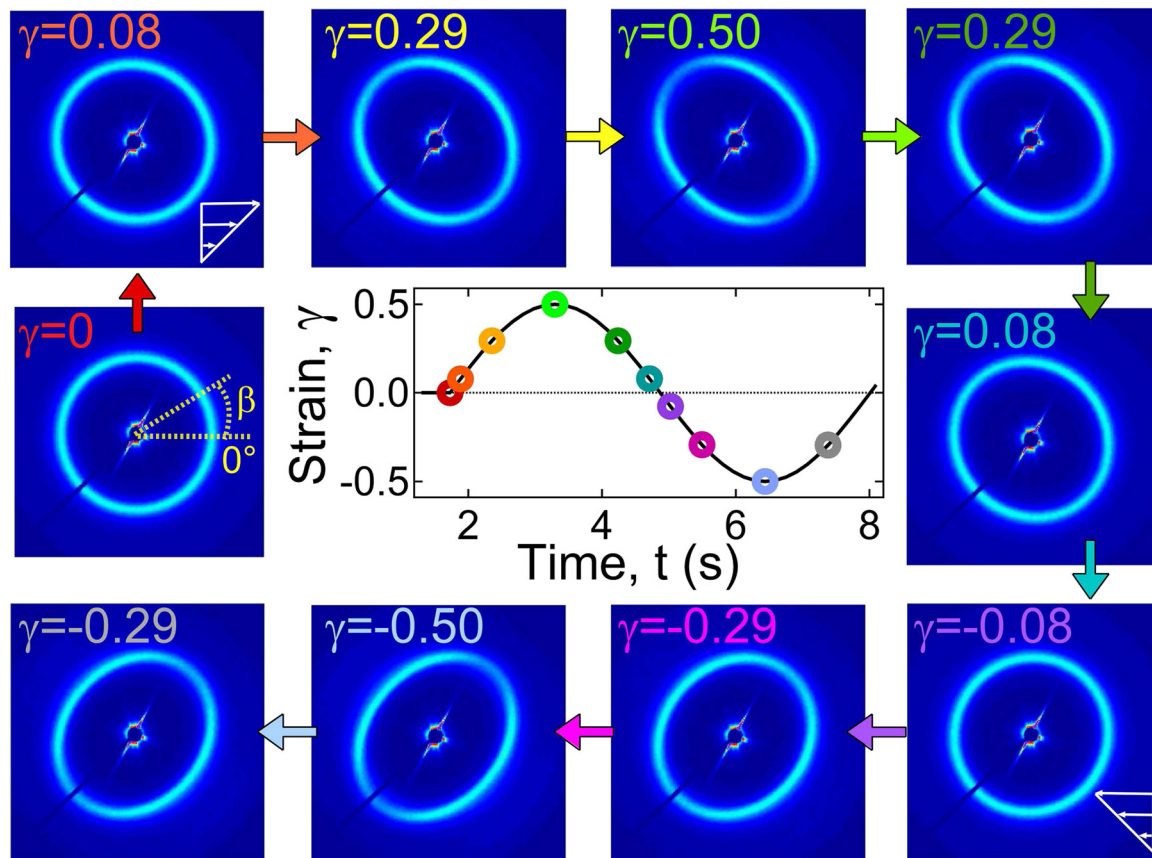 γ=0.08
γ=0.29
γ=0.50
γ=0.29
γ=0
β
0°
Strain, γ
0.5
0.0
-0.5
2
4
6
8
Time, t (s)
γ=0.08
γ=-0.29
γ=-0.50
γ=-0.29
γ=-0.08